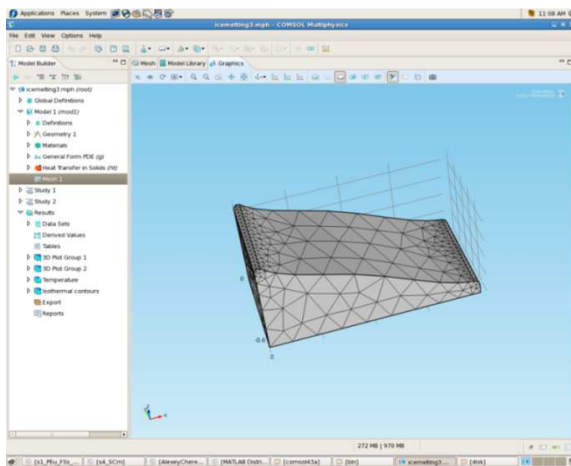 Applications Places System
11:08 AM
icemelting3.mph - COMSOL Multiphysics
File Edit View Options Help
Model Builder
Mesh Model Library Graphics
icemelting3.mph (root)
Global Definitions
Model 1 (mod1)
Definitions
Geometry 1
Materials
General Form PDE (g)
Heat Transfer in Solids (ht)
Mesh 1
Study 1
Study 2
Results
Data Sets
Derived Values
Tables
3D Plot Group 1
3D Plot Group 2
Temperature
Isothermal contours
Export
Reports
0
0
272 MB | 970 MB
[s4_SCm]
[AlexeyChere...
[MATLAB Distri...
[comsol43a]
[bin]
icemelting3...
[disk]